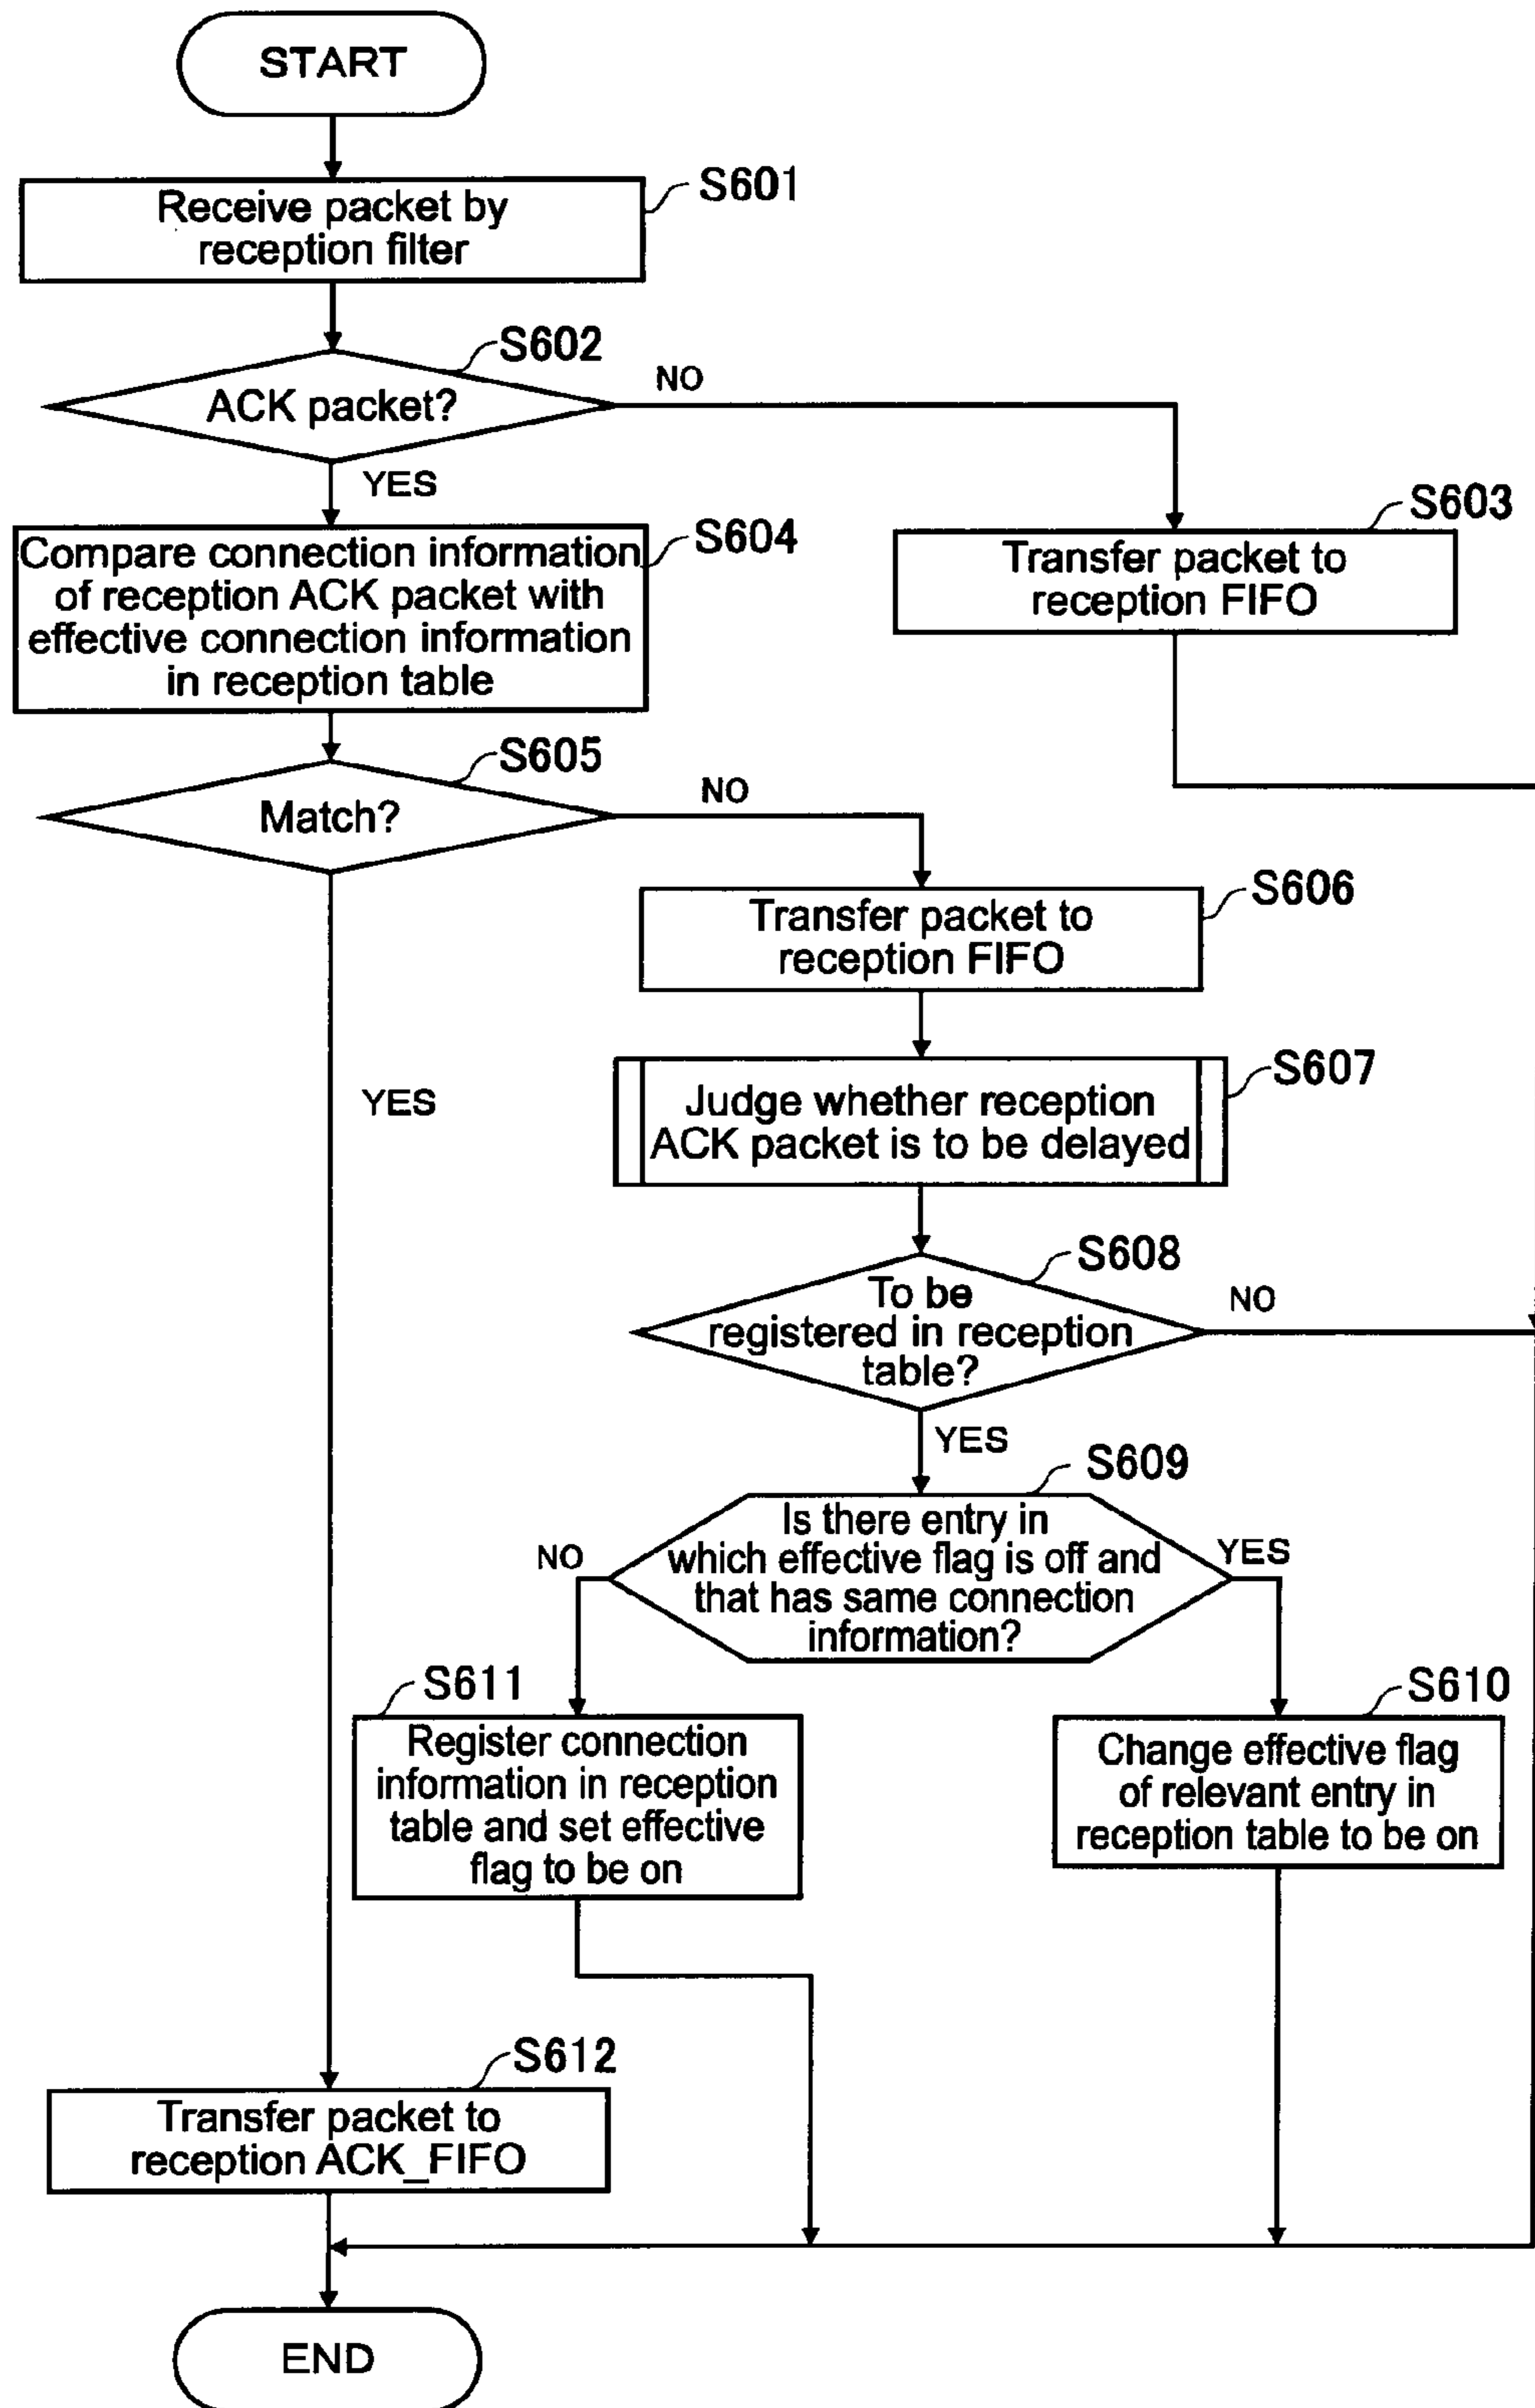 START
S601
Receive packet by
reception filter
S602
ACK packet?
NO
YES
S603
Transfer packet to
reception FIFO
S604
Compare connection information
of reception ACK packet with
effective connection information
in reception table
S605
Match?
NO
YES
S606
Transfer packet to
reception FIFO
S607
Judge whether reception
ACK packet is to be delayed
S608
To be
registered in reception
table?
NO
YES
S609
Is there entry in
which effective flag is off and
that has same connection
information?
NO
YES
S611
Register connection
information in reception
table and set effective
flag to be on
S610
Change effective flag
of relevant entry in
reception table to be on
S612
Transfer packet to
reception ACK_FIFO
END